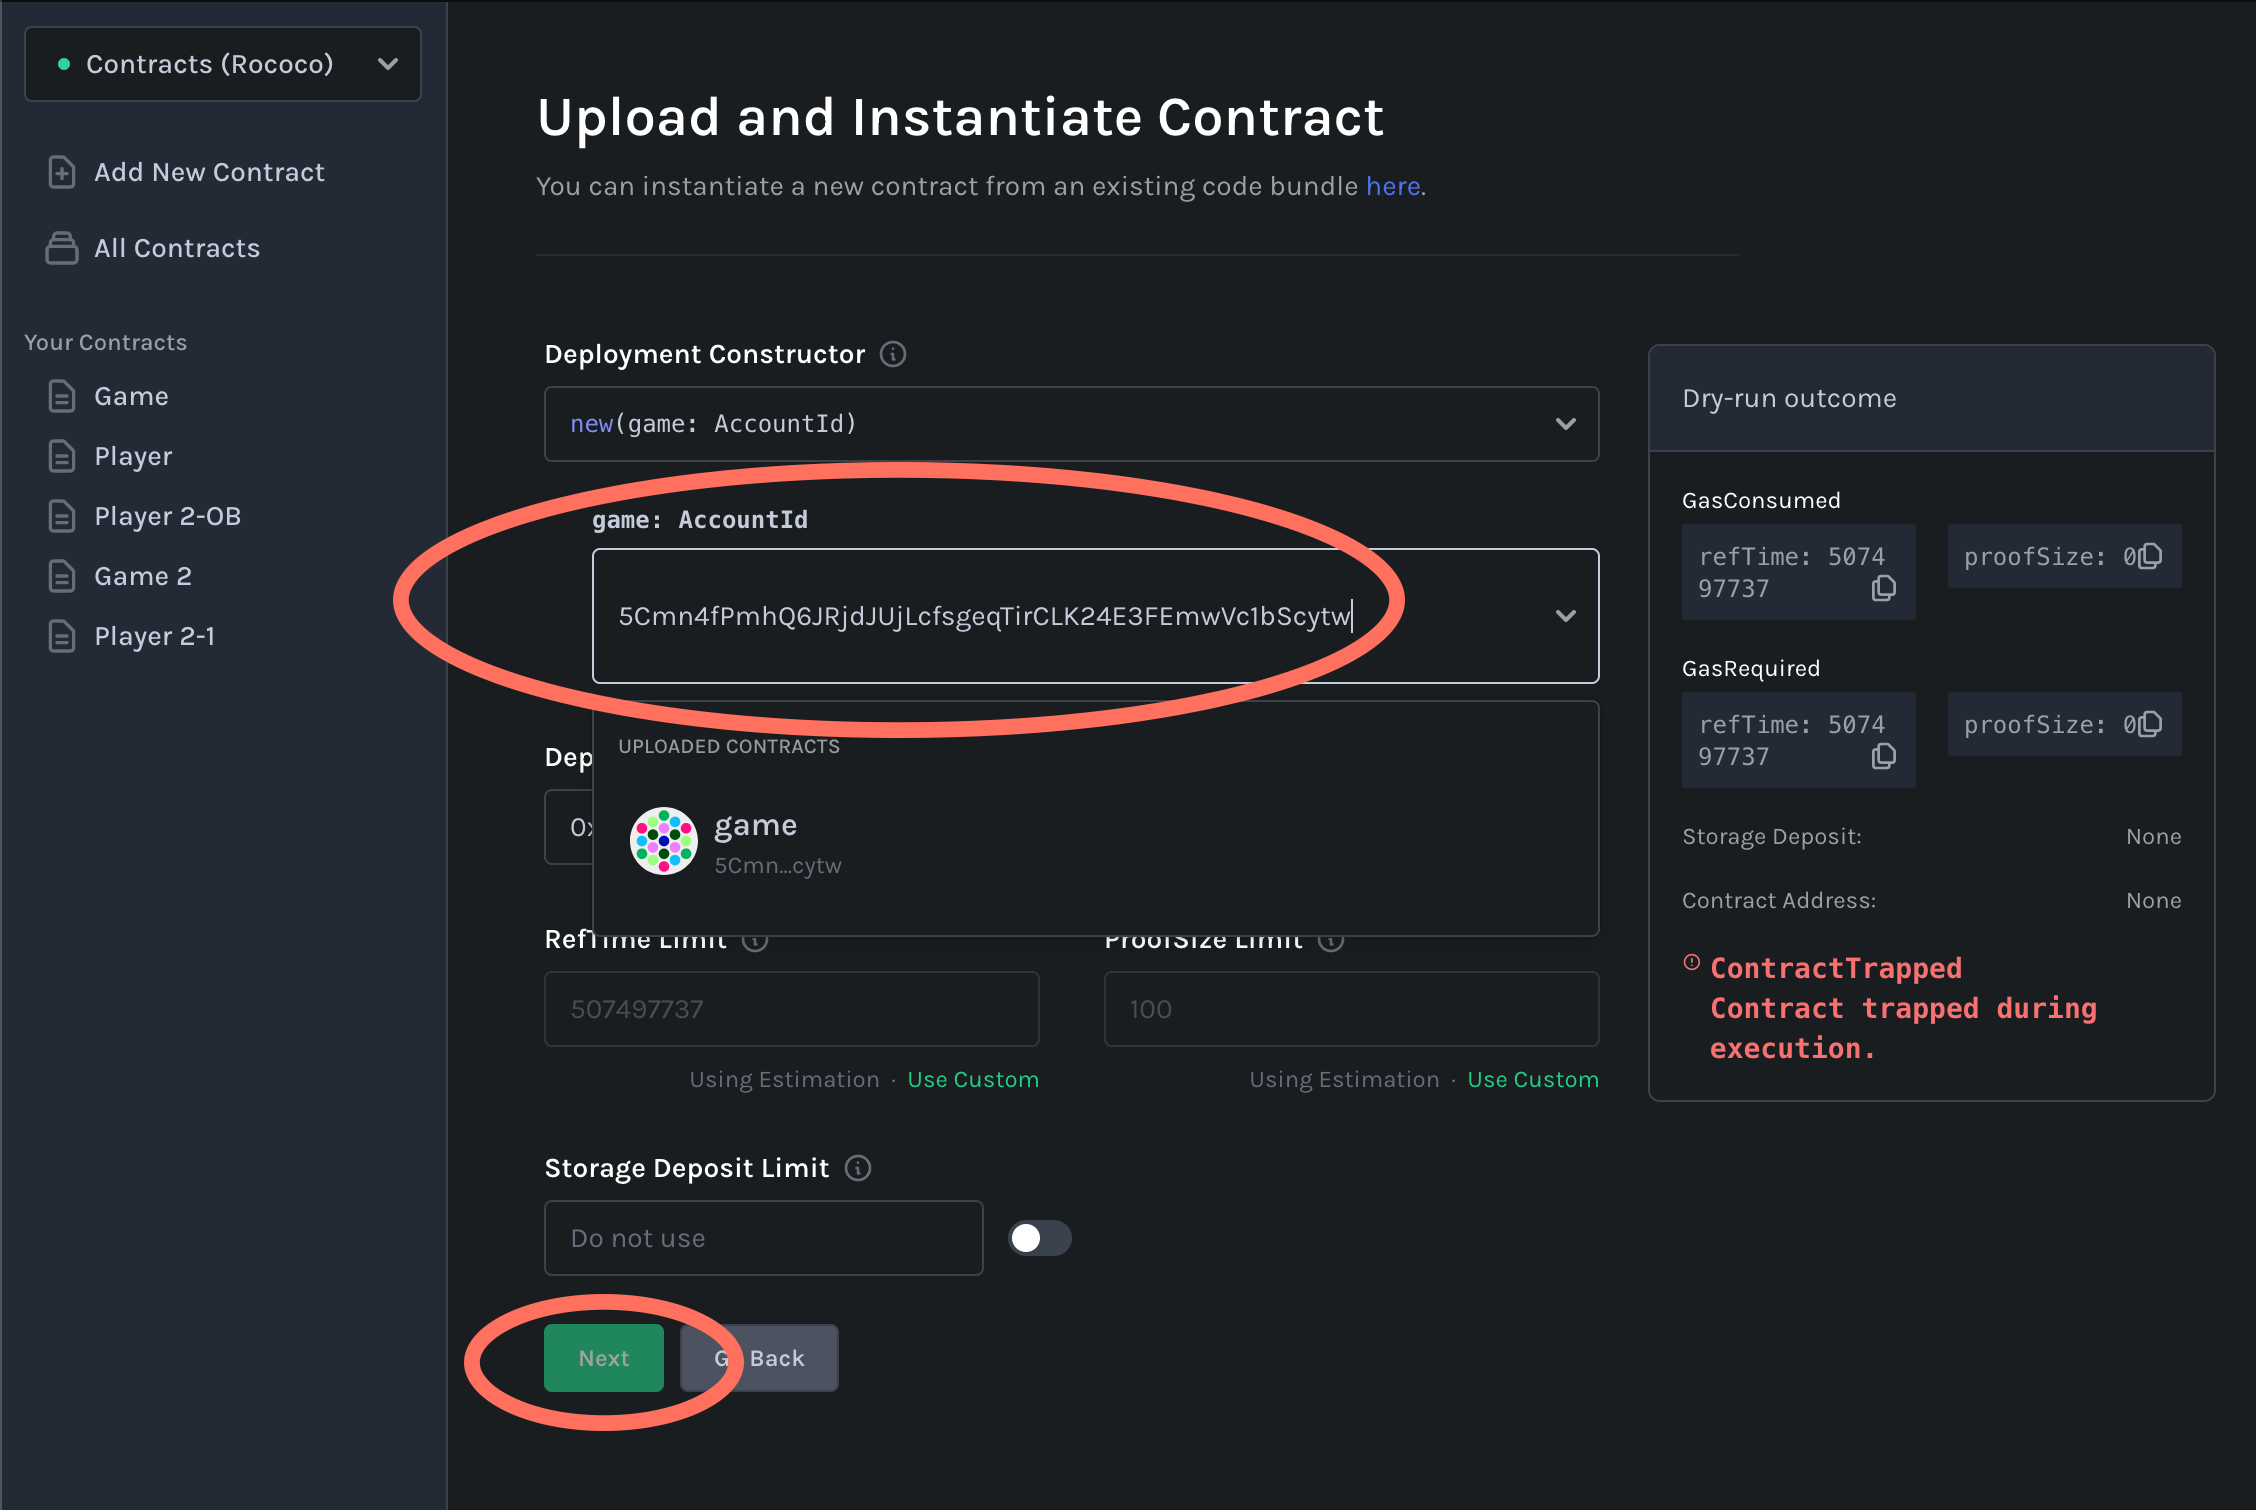 Contracts (Rococo)
Add New Contract
All Contracts
Your Contracts
Game
Player
Player 2-OB
Game 2
Player 2-1
Upload and Instantiate Contract
You can instantiate a new contract from an existing code bundle here.
Deployment Constructor
new(game: AccountId)
game: AccountId
5Cmn4fPmhQ6JRjdJUjLcfsgeqTirCLK24E3FEmwVc1bScytw
UPLOADED CONTRACTS
Dep
game
0x
5Cmn...cytw
RefTime Limit
ProofSize Limit
507497737
100
Using Estimation · Use Custom
Using Estimation · Use Custom
Storage Deposit Limit
Do not use
Next
Go Back
Dry-run outcome
GasConsumed
refTime: 5074
97737
proofSize: 0
GasRequired
refTime: 5074
97737
proofSize: 0
Storage Deposit: None
Contract Address: None
ContractTrapped
Contract trapped during
execution.